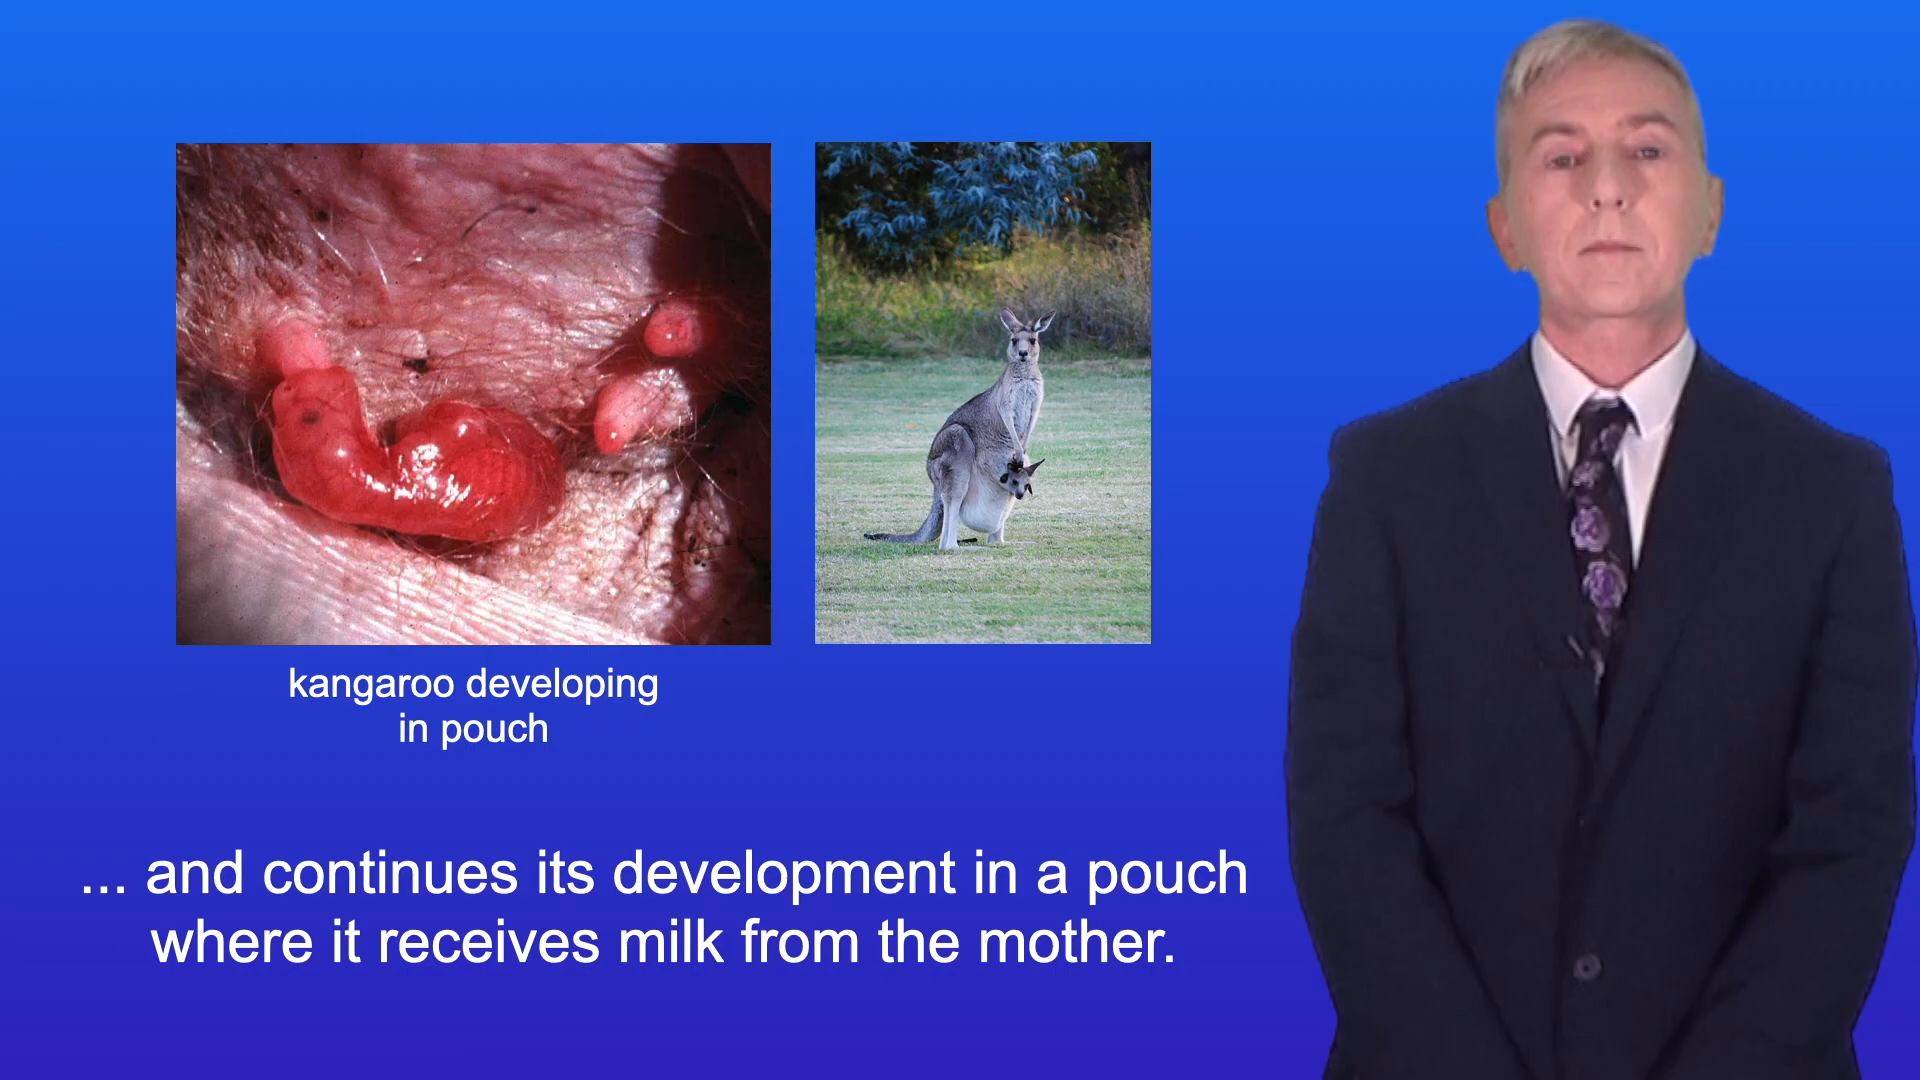 kangaroo developing
in pouch
... and continues its development in a pouch
where it receives milk from the mother.